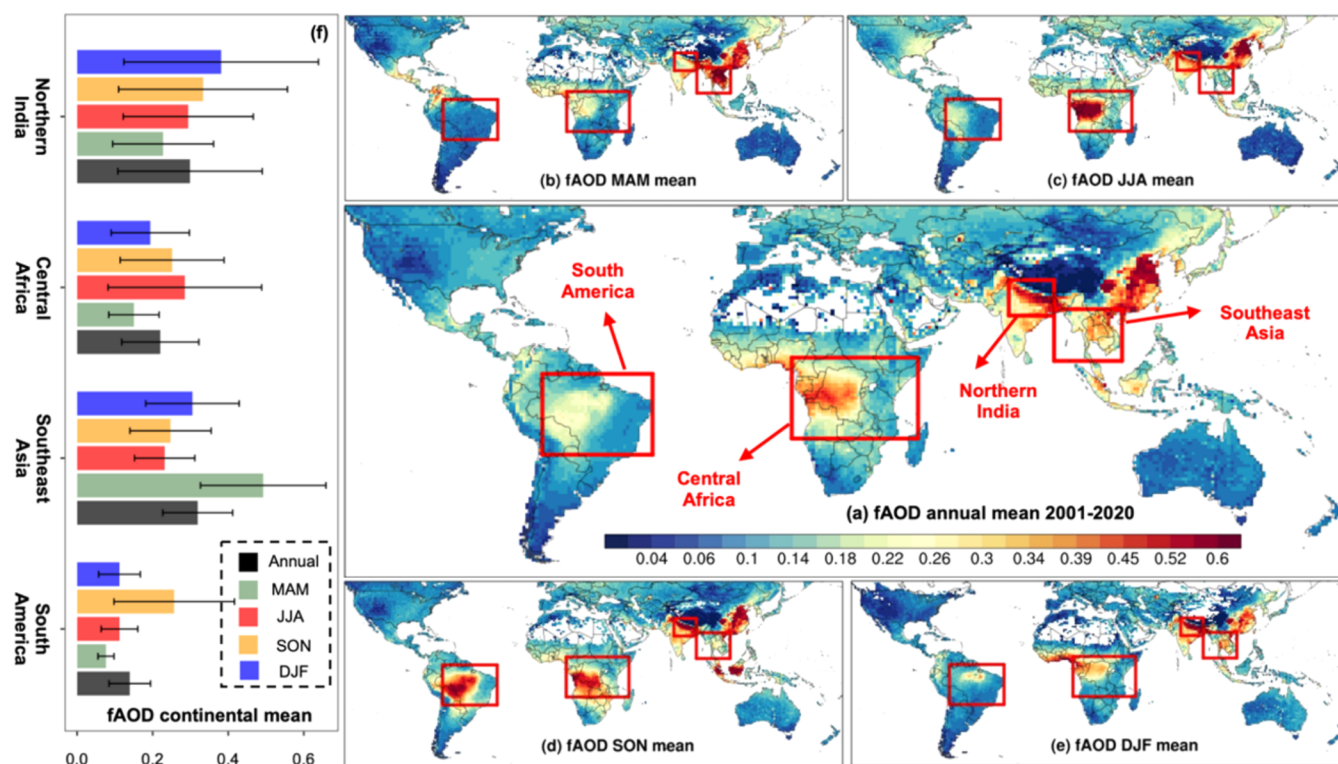 (f)
Northern
India
Central
Africa
Southeast
Asia
South
America
Annual
MAM
JJA
SON
DJF
fAOD continental mean
0.0
0.2
0.4
0.6
(b) fAOD MAM mean
(c) fAOD JJA mean
South
America
Southeast
Asia
Northern
India
Central
Africa
(a) fAOD annual mean 2001-2020
0.04 0.06 0.1 0.14 0.18 0.22 0.26 0.3 0.34 0.39 0.45 0.52 0.6
(d) fAOD SON mean
(e) fAOD DJF mean